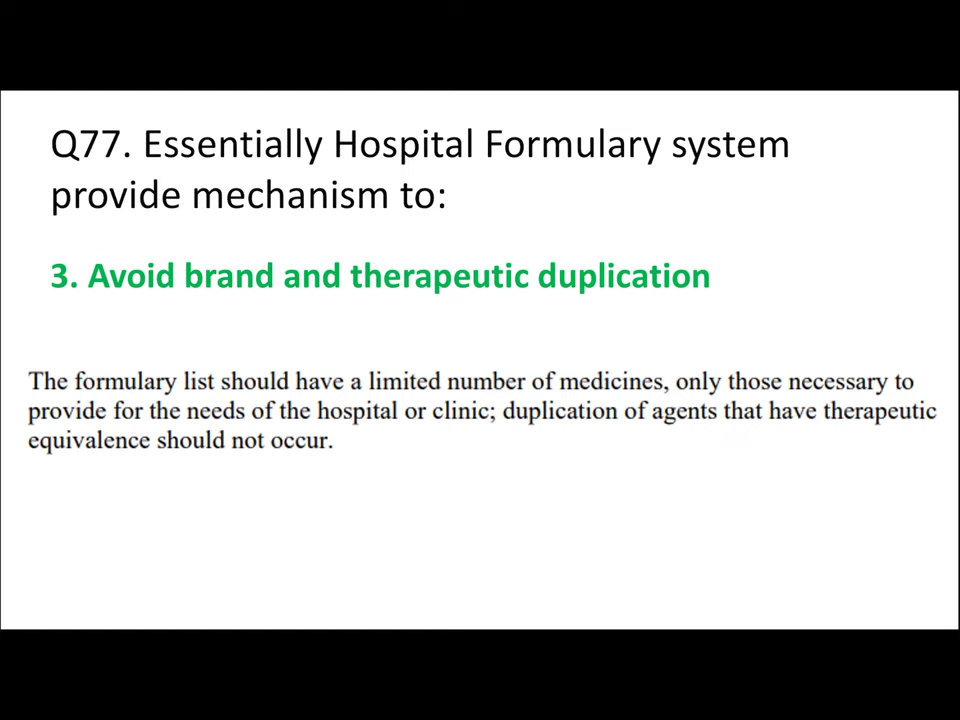 Q77. Essentially Hospital Formulary system
provide mechanism to:
3. Avoid brand and therapeutic duplication
The formulary list should have a limited number of medicines, only those necessary to
provide for the needs of the hospital or clinic; duplication of agents that have therapeutic
equivalence should not occur.